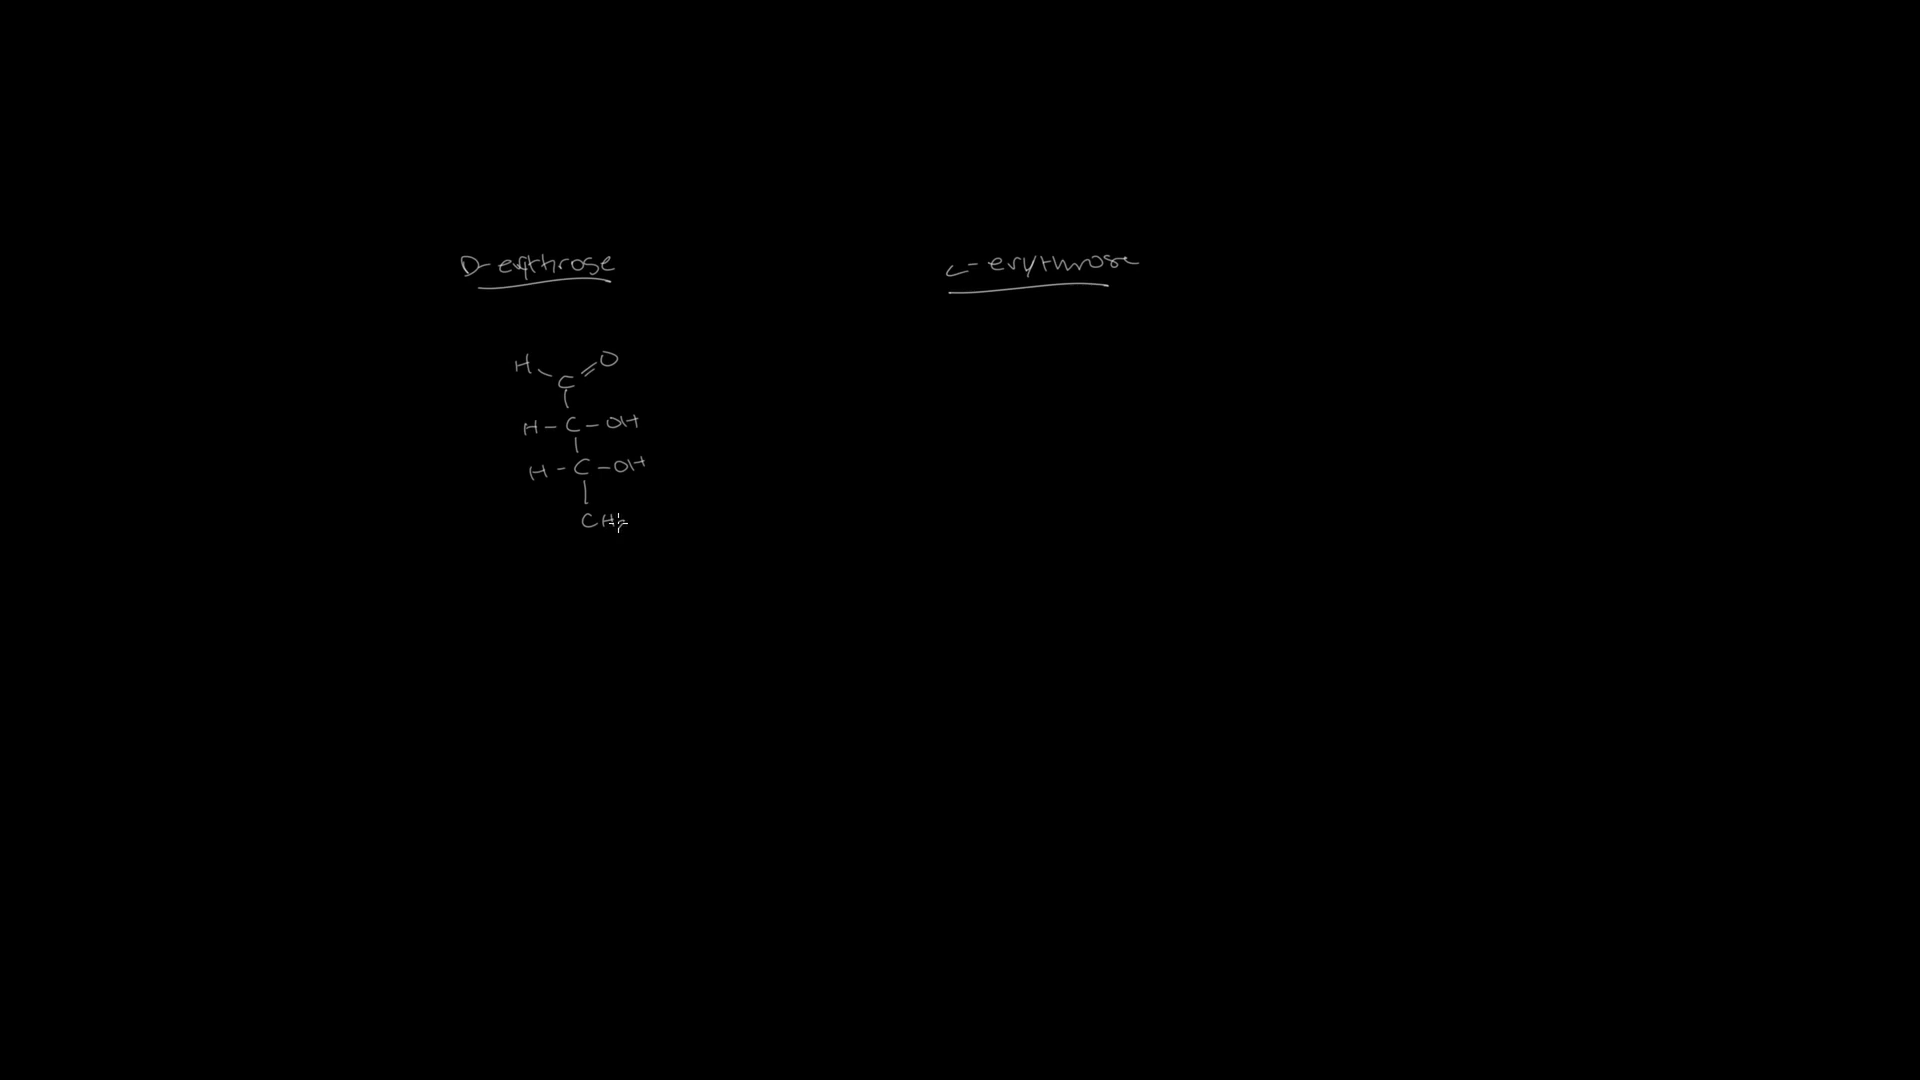 D-erythrose
L-erythrose
H C O
H-C-OH
H-C-OH
CH2